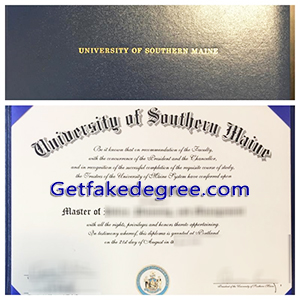 UNIVERSITY OF SOUTHERN MAINE
University of Southern Maine
Be it known that on recommendation of the Faculty,
with the concurrence of the President and the Chancellor,
and in recognition of the successful completion of the requisite course of study,
the Trustees of the University of Maine System have conferred upon
Getfakedegree.com
Master of
with all the rights, privileges and honors thereto appertaining.
In testimony whereof, this diploma is granted at Portland
on the 21st day of August in